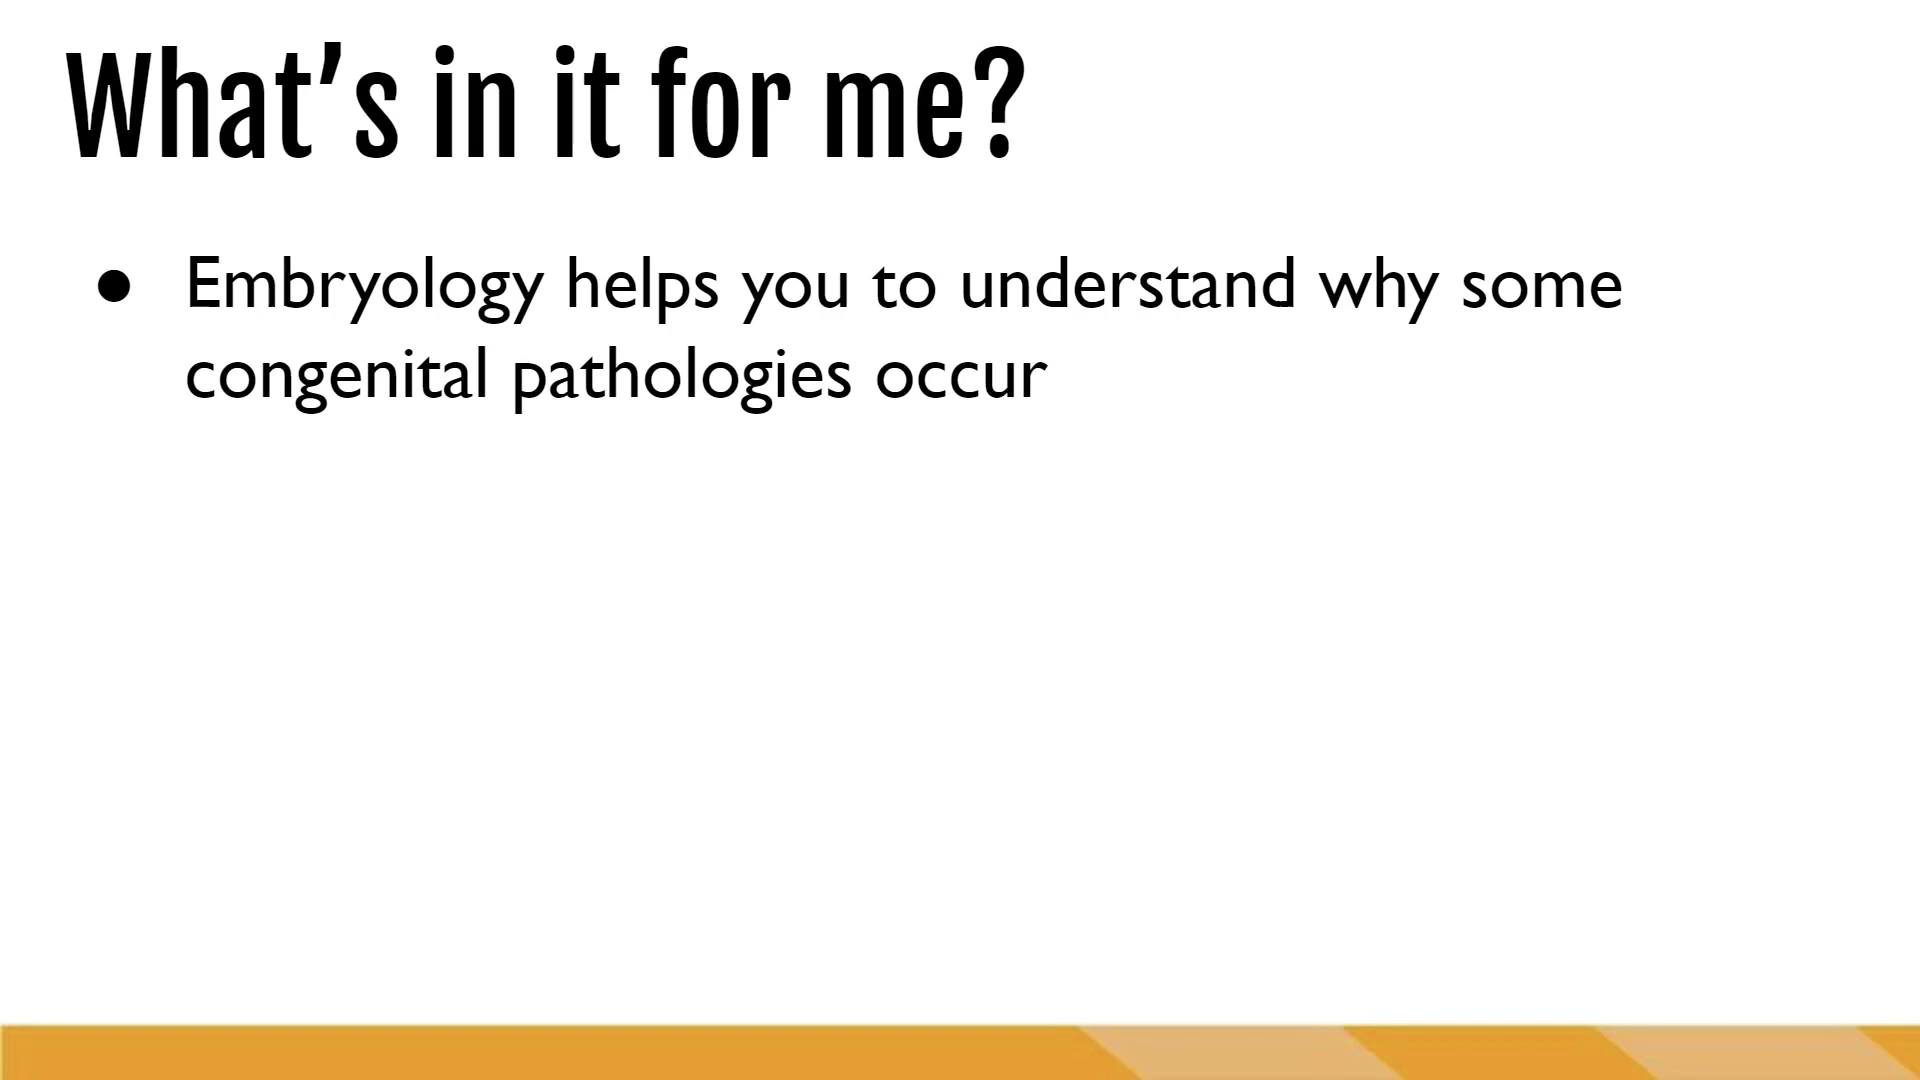 What’s in it for me?
● Embryology helps you to understand why some
congenital pathologies occur